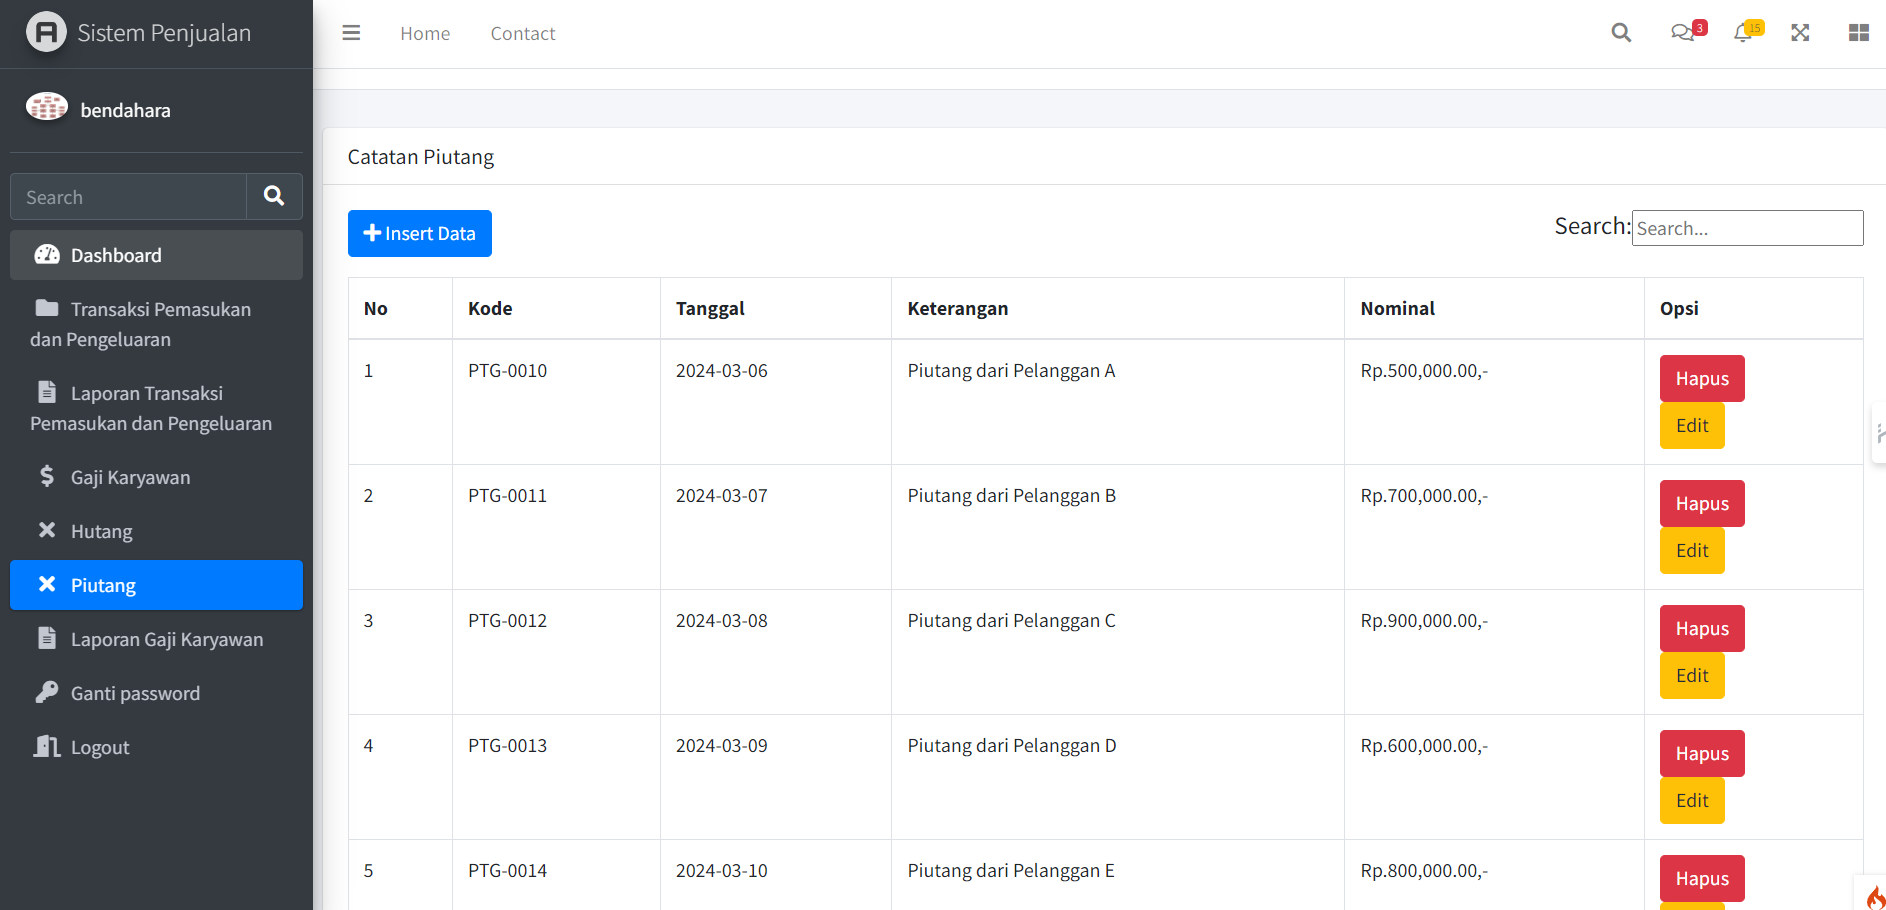 Sistem Penjualan
bendahara
Search
Dashboard
Transaksi Pemasukan
dan Pengeluaran
Laporan Transaksi
Pemasukan dan Pengeluaran
Gaji Karyawan
Hutang
Piutang
Laporan Gaji Karyawan
Ganti password
Logout
Home Contact 3 15
Catatan Piutang
Insert Data
Search: Search...
No Kode Tanggal Keterangan Nominal Opsi
1 PTG-0010 2024-03-06 Piutang dari Pelanggan A Rp.500,000.00,- Hapus
Edit
2 PTG-0011 2024-03-07 Piutang dari Pelanggan B Rp.700,000.00,- Hapus
Edit
3 PTG-0012 2024-03-08 Piutang dari Pelanggan C Rp.900,000.00,- Hapus
Edit
4 PTG-0013 2024-03-09 Piutang dari Pelanggan D Rp.600,000.00,- Hapus
Edit
5 PTG-0014 2024-03-10 Piutang dari Pelanggan E Rp.800,000.00,- Hapus